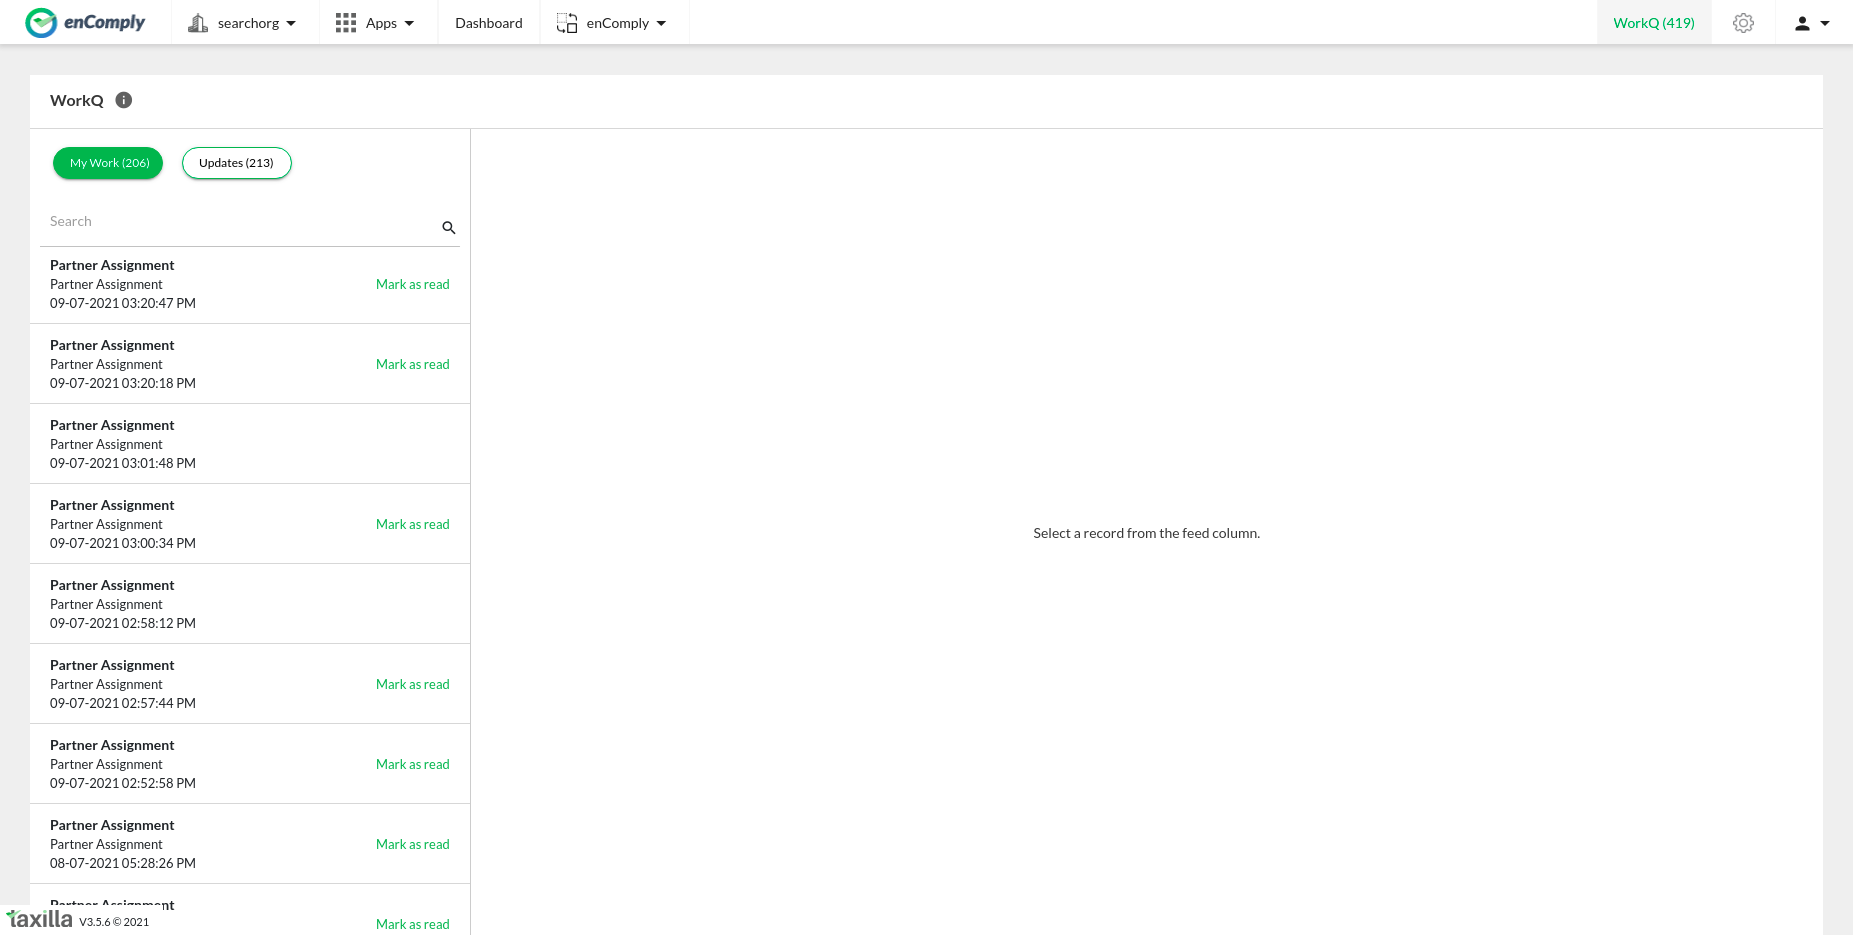 enComply
searchorg
Apps
Dashboard
enComply
WorkQ (419)
WorkQ
My Work (206)
Updates (213)
Search
Partner Assignment
Partner Assignment
Mark as read
09-07-2021 03:20:47 PM
Partner Assignment
Partner Assignment
Mark as read
09-07-2021 03:20:18 PM
Partner Assignment
Partner Assignment
09-07-2021 03:01:48 PM
Partner Assignment
Partner Assignment
Mark as read
09-07-2021 03:00:34 PM
Partner Assignment
Partner Assignment
09-07-2021 02:58:12 PM
Partner Assignment
Partner Assignment
Mark as read
09-07-2021 02:57:44 PM
Partner Assignment
Partner Assignment
Mark as read
09-07-2021 02:52:58 PM
Partner Assignment
Partner Assignment
Mark as read
08-07-2021 05:28:26 PM
Partner Assignment
Mark as read
Select a record from the feed column.
taxilla V3.5.6 © 2021